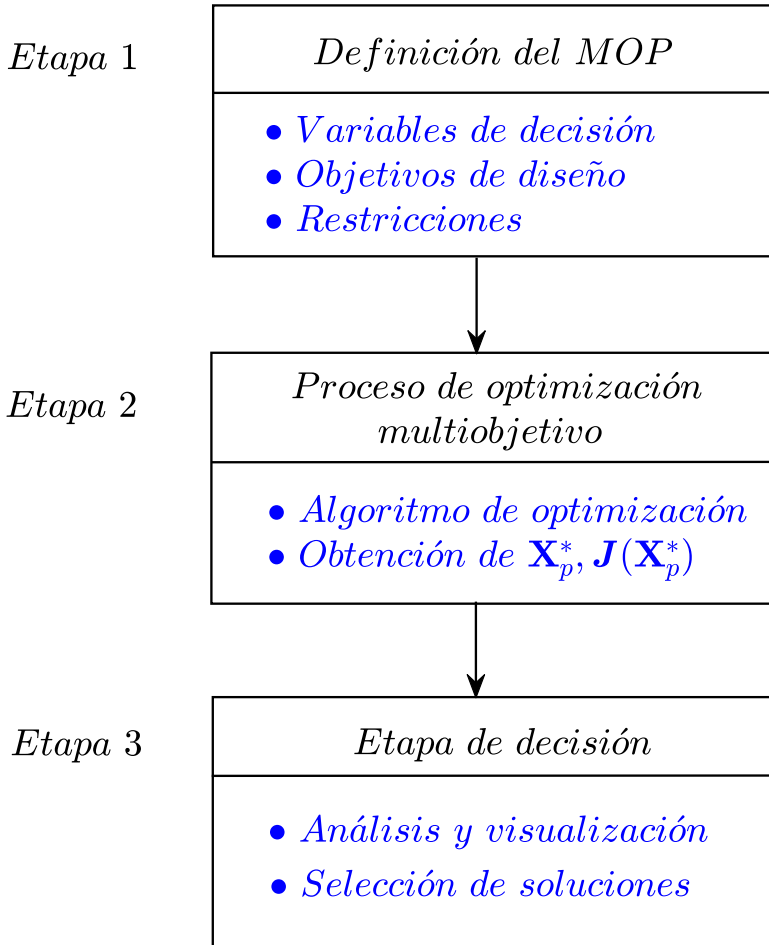 Etapa 1
Definición del MOP
• Variables de decisión
• Objetivos de diseño
• Restricciones
Etapa 2
Proceso de optimización
multiobjetivo
• Algoritmo de optimización
• Obtención de X*p, J(X*p)
Etapa 3
Etapa de decisión
• Análisis y visualización
• Selección de soluciones